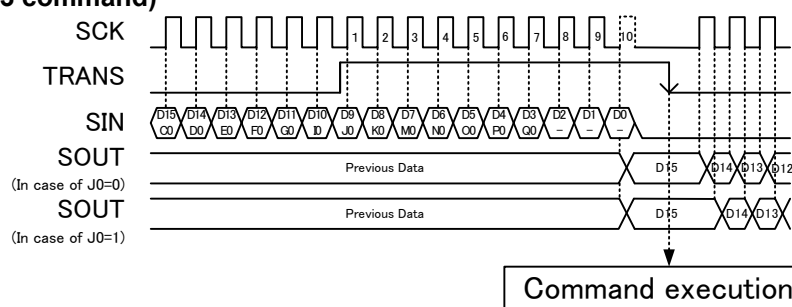 J command)
SCK 1 2 3 4 5 6 7 8 9 10
TRANS
SIN D15 D14 D13 D12 D11 D10 D9 D8 D7 D6 D5 D4 D3 D2 D1 D0
C0 D0 E0 F0 G0 I0 J0 K0 M0 N0 O0 P0 Q0 - - -
SOUT Previous Data D15 D14 D13 D12
(In case of J0=0)
SOUT Previous Data D15 D14 D13
(In case of J0=1)
Command execution